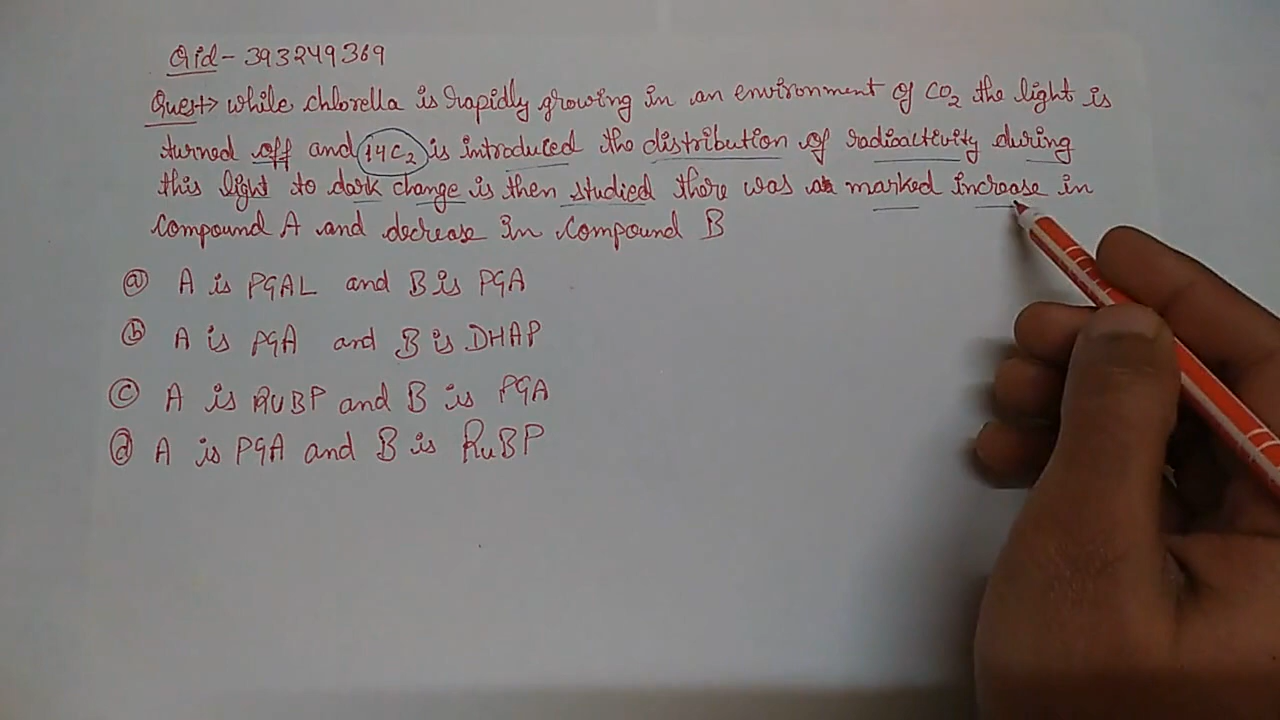 Qid - 393249369
Quest> while chlorella is rapidly growing in an environment of CO2 the light is
turned off and 14C2 is introduced the distribution of radioactivity during
this light to dark change is then studied there was a marked increase in
compound A and decrease in compound B
a A is PGAL and B is PGA
b A is PGA and B is DHAP
c A is RUBP and B is PGA
d A is PGA and B is RuBP